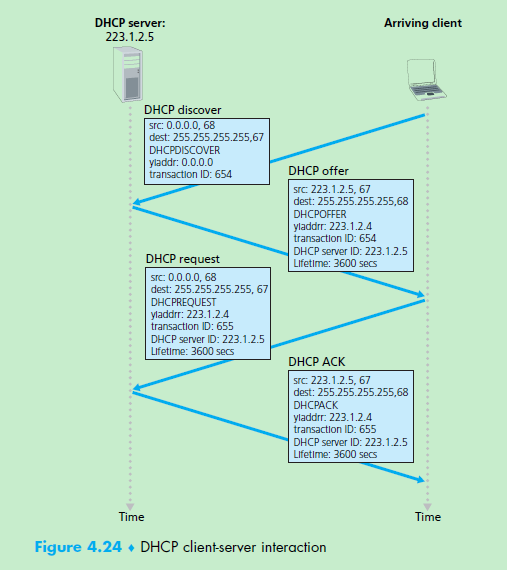 DHCP server:
223.1.2.5
Arriving client
DHCP discover
src: 0.0.0.0, 68
dest: 255.255.255.255,67
DHCPDISCOVER
yiaddr: 0.0.0.0
transaction ID: 654
DHCP offer
src: 223.1.2.5, 67
dest: 255.255.255.255,68
DHCPOFFER
yiaddrr: 223.1.2.4
transaction ID: 654
DHCP server ID: 223.1.2.5
Lifetime: 3600 secs
DHCP request
src: 0.0.0.0, 68
dest: 255.255.255.255, 67
DHCPREQUEST
yiaddrr: 223.1.2.4
transaction ID: 655
DHCP server ID: 223.1.2.5
Lifetime: 3600 secs
DHCP ACK
src: 223.1.2.5, 67
dest: 255.255.255.255,68
DHCPACK
yiaddrr: 223.1.2.4
transaction ID: 655
DHCP server ID: 223.1.2.5
Lifetime: 3600 secs
Time
Time
Figure 4.24 ♦ DHCP client-server interaction